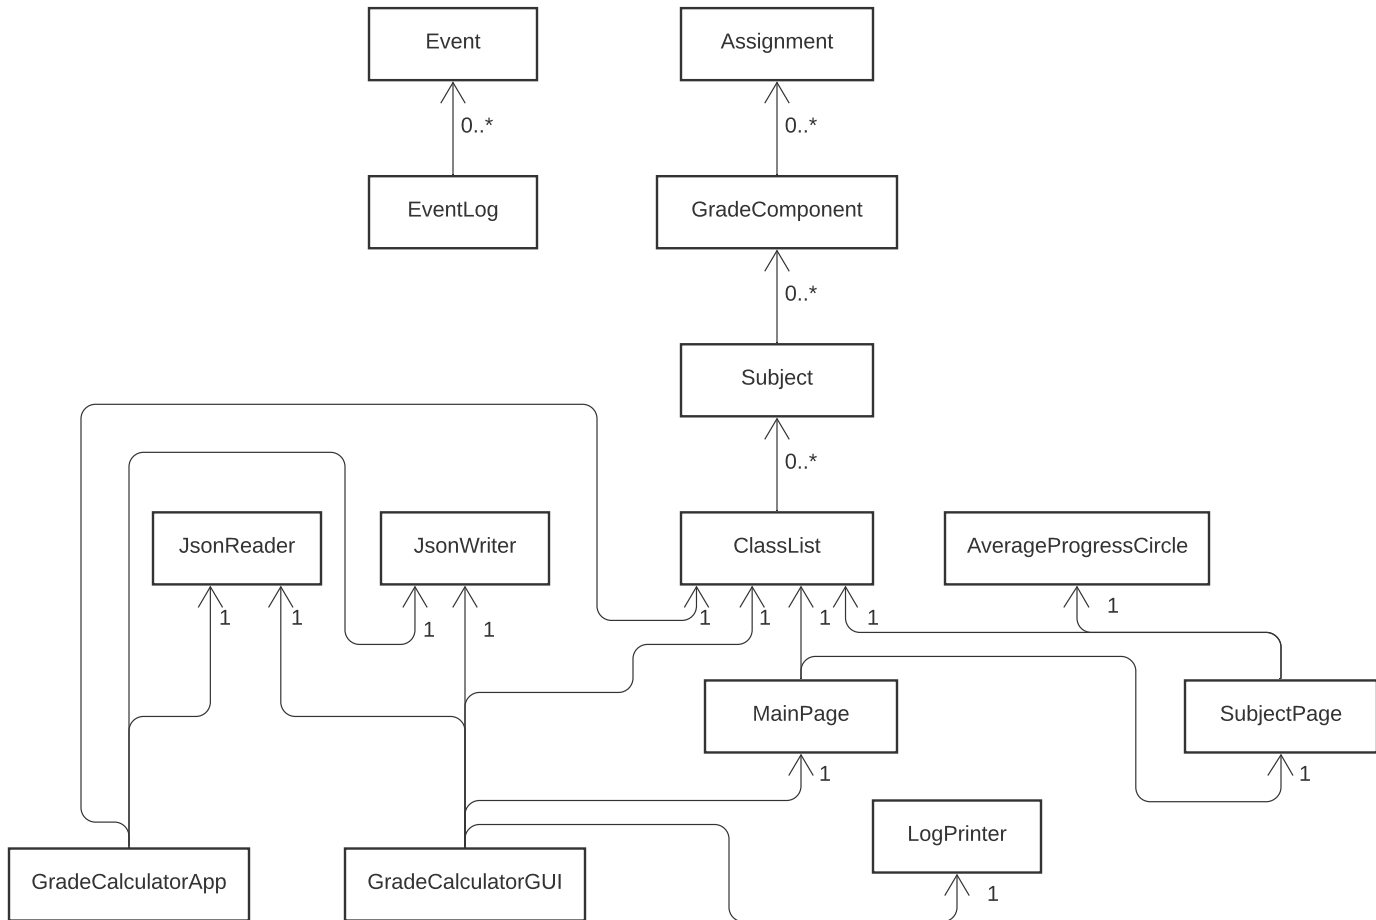 Event
Assignment
0..*
0..*
EventLog
GradeComponent
0..*
Subject
0..*
JsonReader
JsonWriter
ClassList
AverageProgressCircle
1
1
1
1
1
1
1
1
1
MainPage
SubjectPage
1
1
LogPrinter
GradeCalculatorApp
GradeCalculatorGUI
1